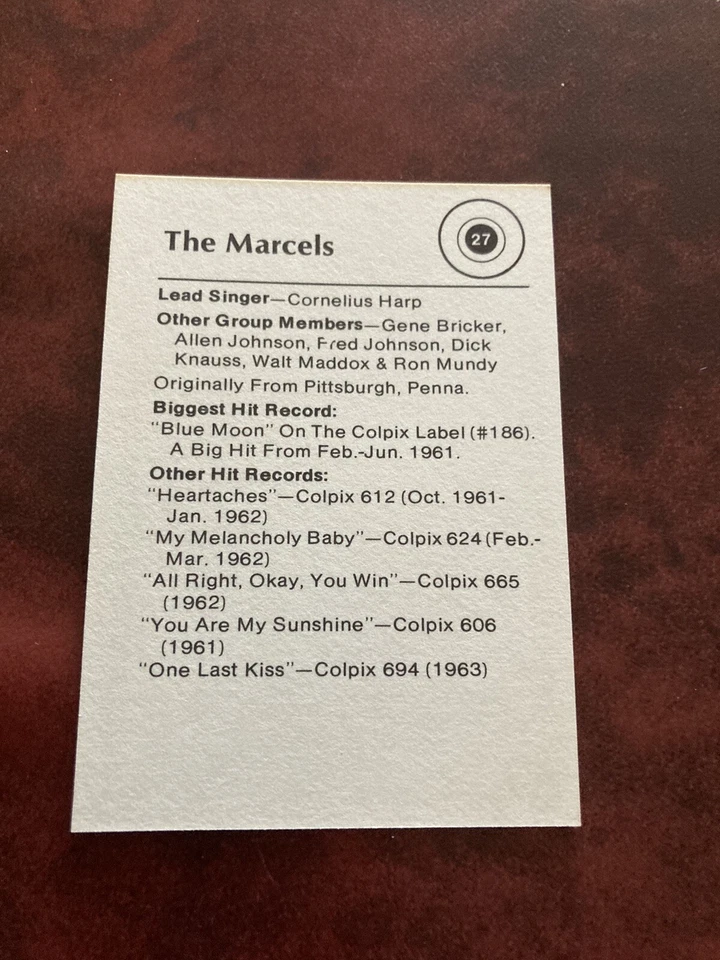 The Marcels
27
Lead Singer—Cornelius Harp
Other Group Members—Gene Bricker,
Allen Johnson, Fred Johnson, Dick
Knauss, Walt Maddox & Ron Mundy
Originally From Pittsburgh, Penna.
Biggest Hit Record:
"Blue Moon" On The Colpix Label (#186).
A Big Hit From Feb.-Jun. 1961.
Other Hit Records:
"Heartaches"—Colpix 612 (Oct. 1961-
Jan. 1962)
"My Melancholy Baby"—Colpix 624 (Feb.-
Mar. 1962)
"All Right, Okay, You Win"—Colpix 665
(1962)
"You Are My Sunshine"—Colpix 606
(1961)
"One Last Kiss"—Colpix 694 (1963)